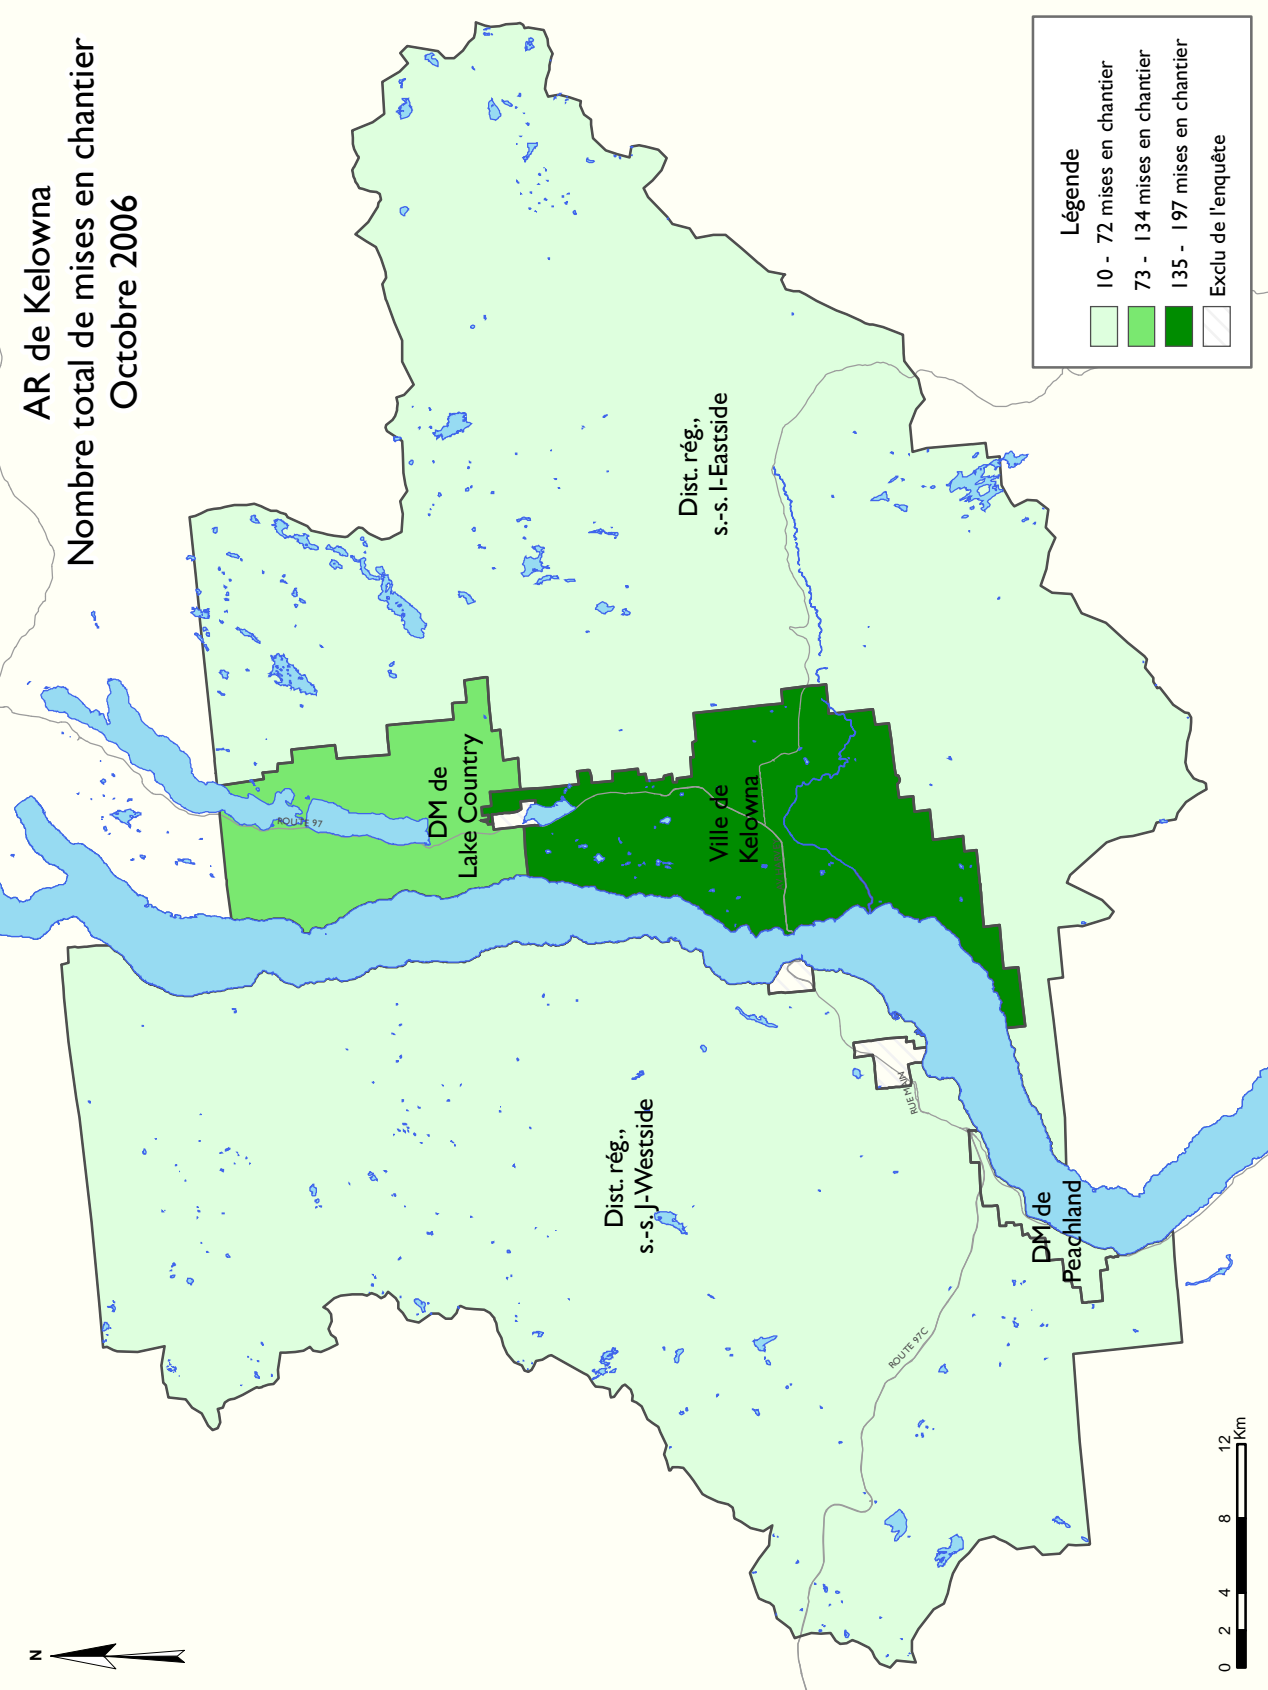 AR de Kelowna
Nombre total de mises en chantier
Octobre 2006
N
DM de
Lake Country
ROUTE 97
Ville de
Kelowna
Dist. rég.,
s.-s. I-Eastside
Dist. rég.,
s.-s. J-Westside
RUE MAIN
DM de
Peachland
ROUTE 97C
Légende
10 - 72 mises en chantier
73 - 134 mises en chantier
135 - 197 mises en chantier
Exclu de l'enquête
0 2 4 8 12
Km